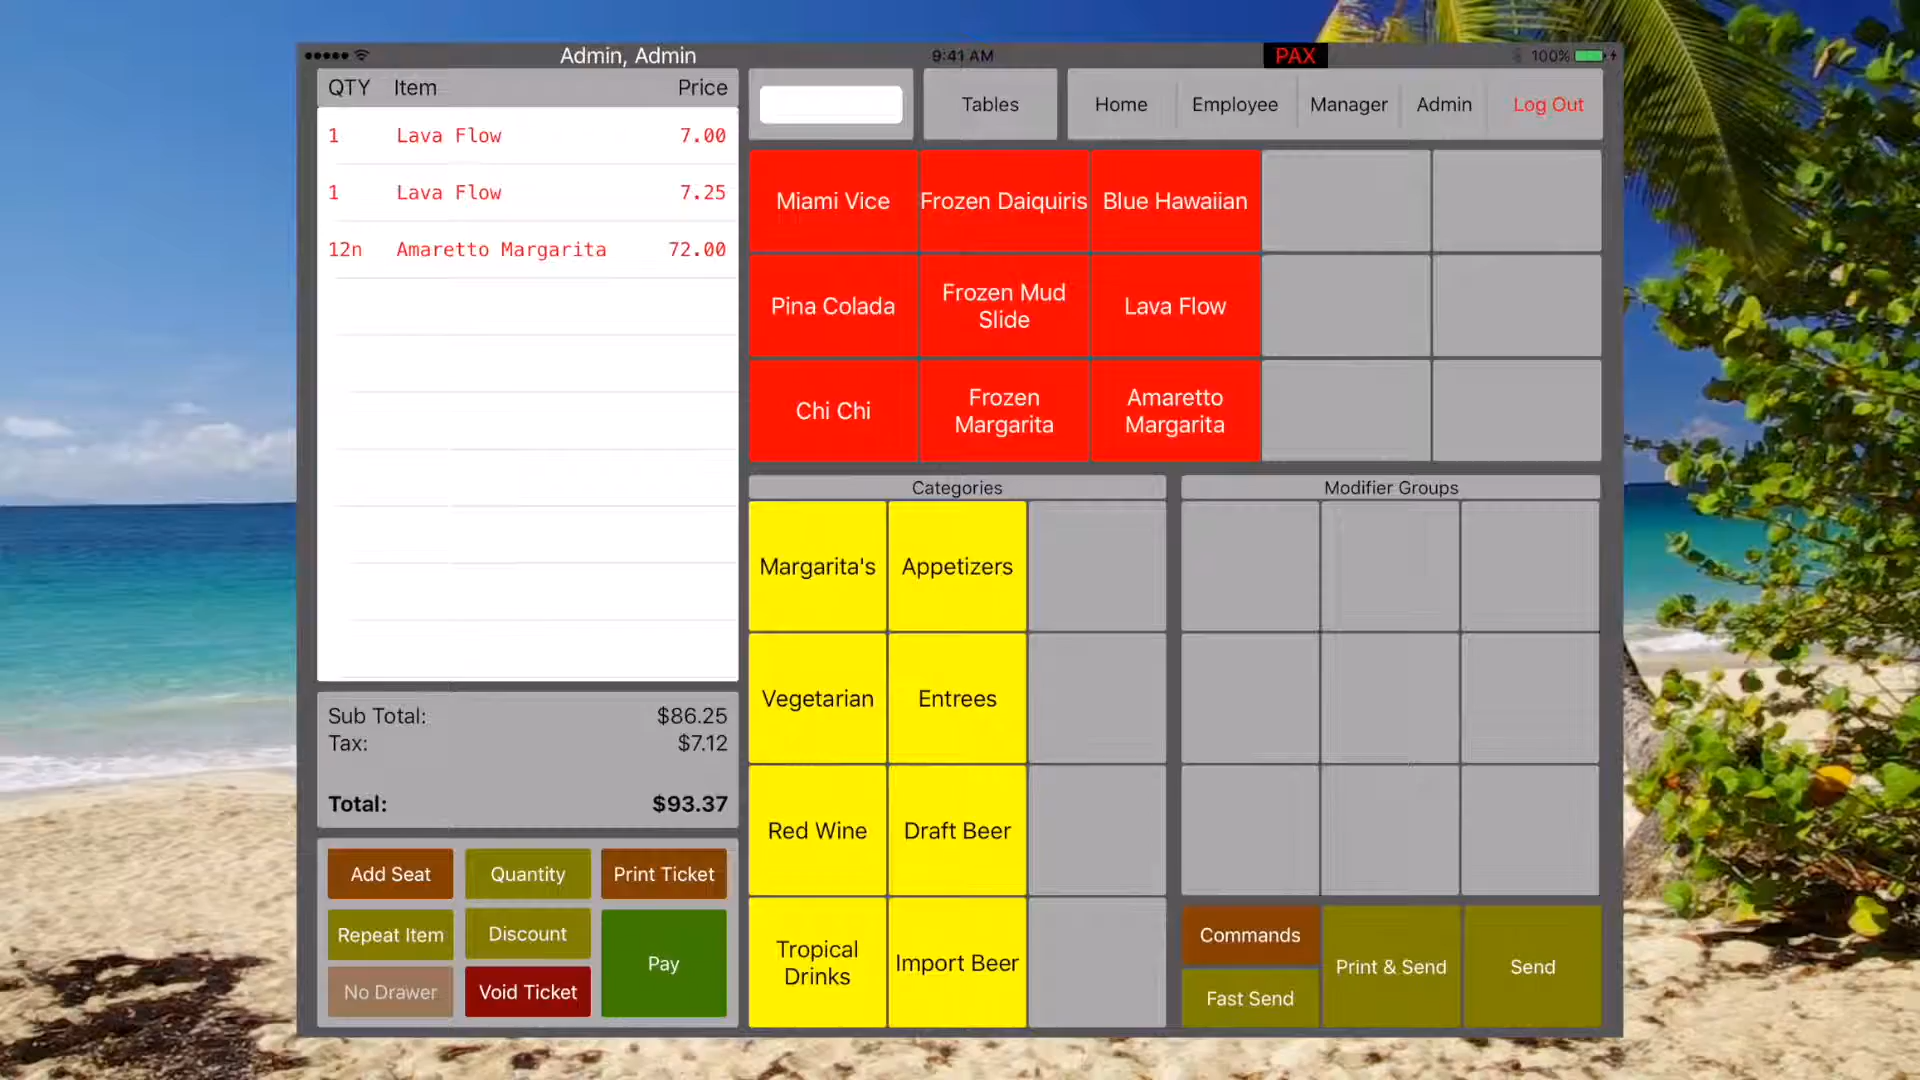 Admin, Admin
9:41 AM
PAX
100%
QTY Item Price
1 Lava Flow 7.00
1 Lava Flow 7.25
12n Amaretto Margarita 72.00
Sub Total: $86.25
Tax: $7.12
Total: $93.37
Add Seat
Quantity
Print Ticket
Repeat Item
Discount
Pay
No Drawer
Void Ticket
Tables
Home
Employee
Manager
Admin
Log Out
Miami Vice
Frozen Daiquiris
Blue Hawaiian
Pina Colada
Frozen Mud
Slide
Lava Flow
Chi Chi
Frozen
Margarita
Amaretto
Margarita
Categories
Margarita's
Appetizers
Vegetarian
Entrees
Red Wine
Draft Beer
Tropical
Drinks
Import Beer
Modifier Groups
Commands
Fast Send
Print & Send
Send